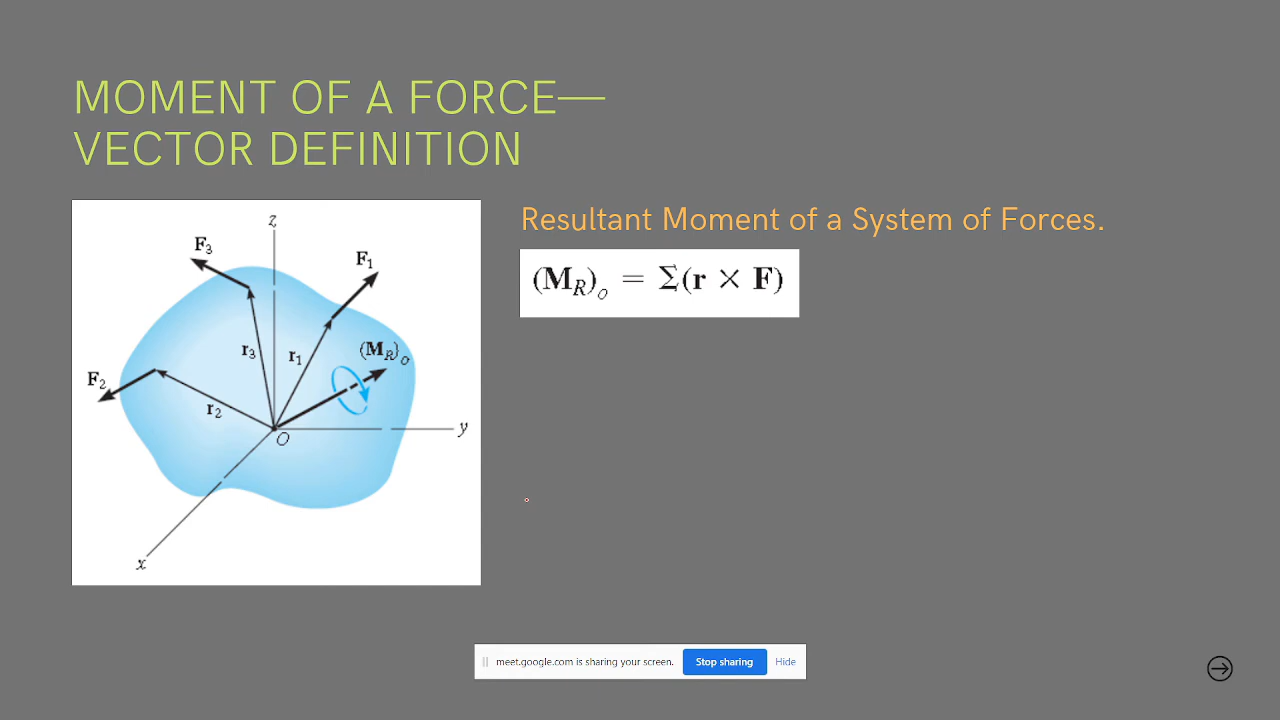 MOMENT OF A FORCE—
VECTOR DEFINITION
Resultant Moment of a System of Forces.
(M_R)_o = Σ(r × F)
z
F₃
F₁
r₃
r₁
(M_R)_o
F₂
r₂
O
y
x
meet.google.com is sharing your screen. Stop sharing Hide